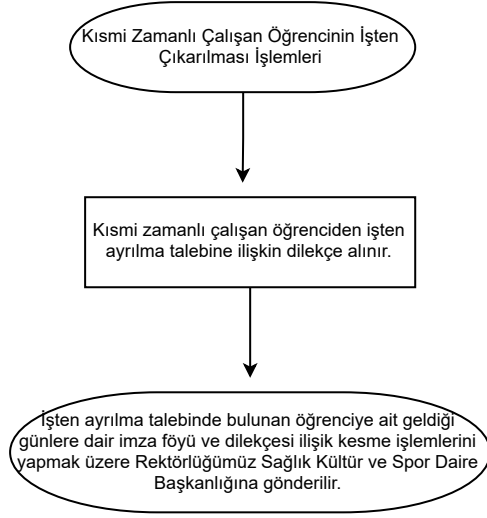 Kısmi Zamanlı Çalışan Öğrencinin İşten
Çıkarılması İşlemleri
Kısmi zamanlı çalışan öğrenciden işten
ayrılma talebine ilişkin dilekçe alınır.
İşten ayrılma talebinde bulunan öğrenciye ait geldiği
günlere dair imza föyü ve dilekçesi ilişik kesme işlemlerini
yapmak üzere Rektörlüğümüz Sağlık Kültür ve Spor Daire
Başkanlığına gönderilir.